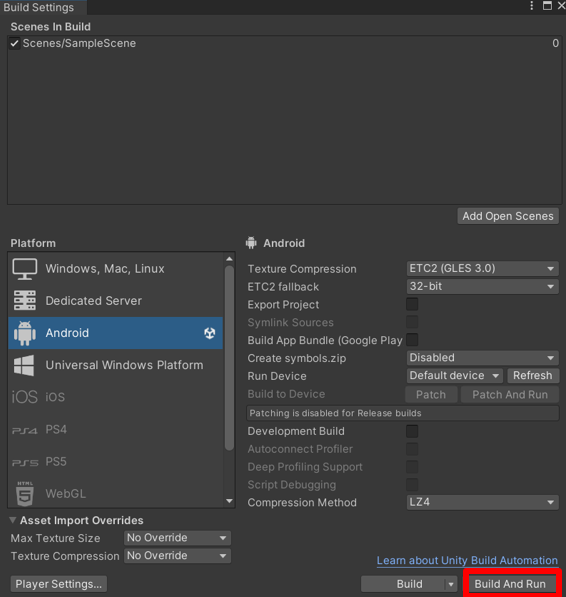 Build Settings
Scenes In Build
Scenes/SampleScene 0
Add Open Scenes
Platform
Windows, Mac, Linux
Dedicated Server
Android
Universal Windows Platform
iOS iOS
PS4 PS4
PS5 PS5
HTML 5 WebGL
Android
Texture Compression ETC2 (GLES 3.0)
ETC2 fallback 32-bit
Export Project
Symlink Sources
Build App Bundle (Google Play
Create symbols.zip Disabled
Run Device Default device Refresh
Build to Device Patch Patch And Run
Patching is disabled for Release builds
Development Build
Autoconnect Profiler
Deep Profiling Support
Script Debugging
Compression Method LZ4
Asset Import Overrides
Max Texture Size No Override
Texture Compression No Override
Learn about Unity Build Automation
Player Settings... Build Build And Run